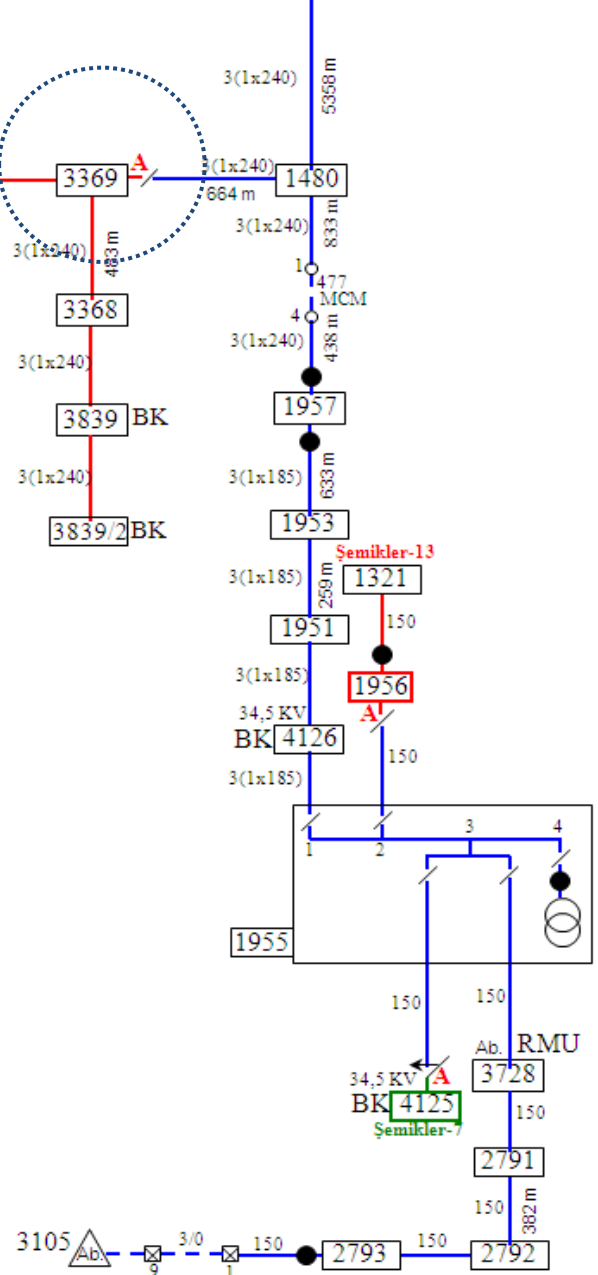 3(1x240)
5358 m
A
3(1x240)
3369
1480
664 m
3(1x240)
833 m
3(1x240)
483 m
1
477
MCM
3368
4
3(1x240)
438 m
3(1x240)
3839
BK
1957
3(1x240)
3(1x185)
633 m
3839/2
BK
1953
Şemikler-13
1321
3(1x185)
259 m
150
1951
3(1x185)
1956
34,5 KV
A
BK
4126
150
3(1x185)
1
2
3
4
1955
150
150
Ab.
RMU
34,5 KV
A
3728
BK
4125
150
Şemikler-7
2791
150
382 m
3105
Ab.
3/0
150
2793
150
2792
9
1